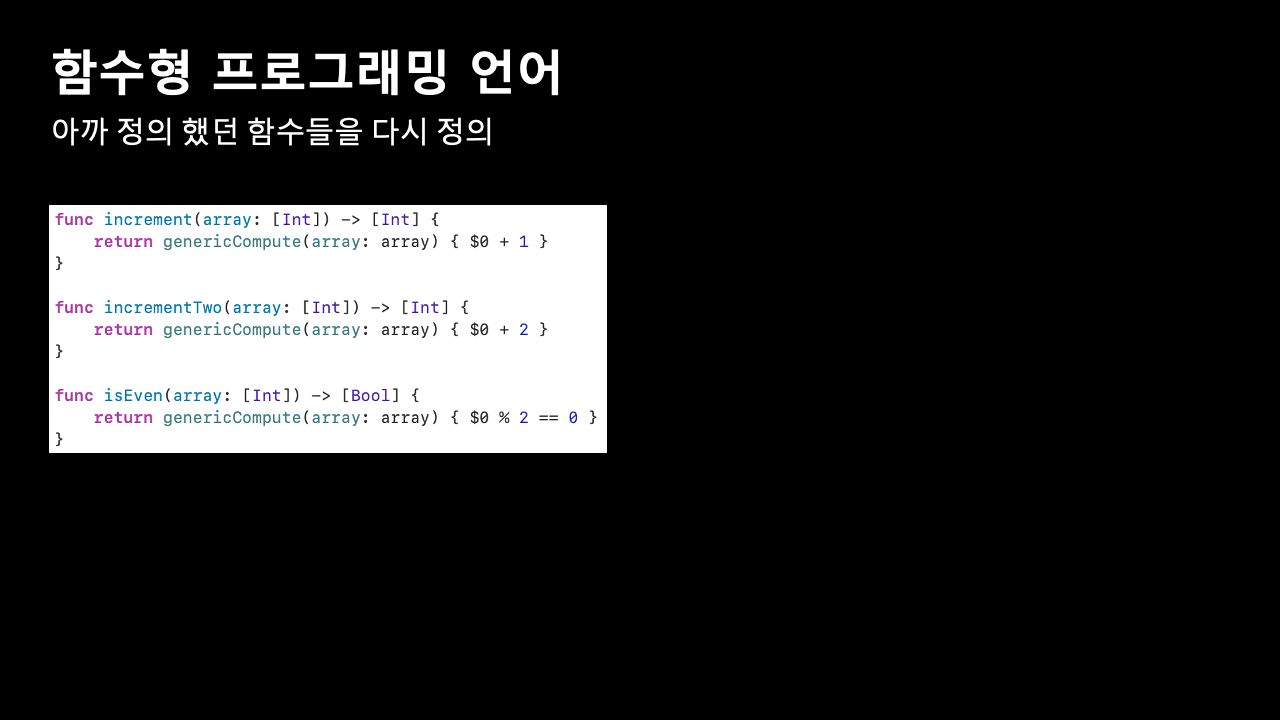 함수형 프로그래밍 언어
아까 정의 했던 함수들을 다시 정의
func increment(array: [Int]) -> [Int] {
    return genericCompute(array: array) { $0 + 1 }
}

func incrementTwo(array: [Int]) -> [Int] {
    return genericCompute(array: array) { $0 + 2 }
}

func isEven(array: [Int]) -> [Bool] {
    return genericCompute(array: array) { $0 % 2 == 0 }
}